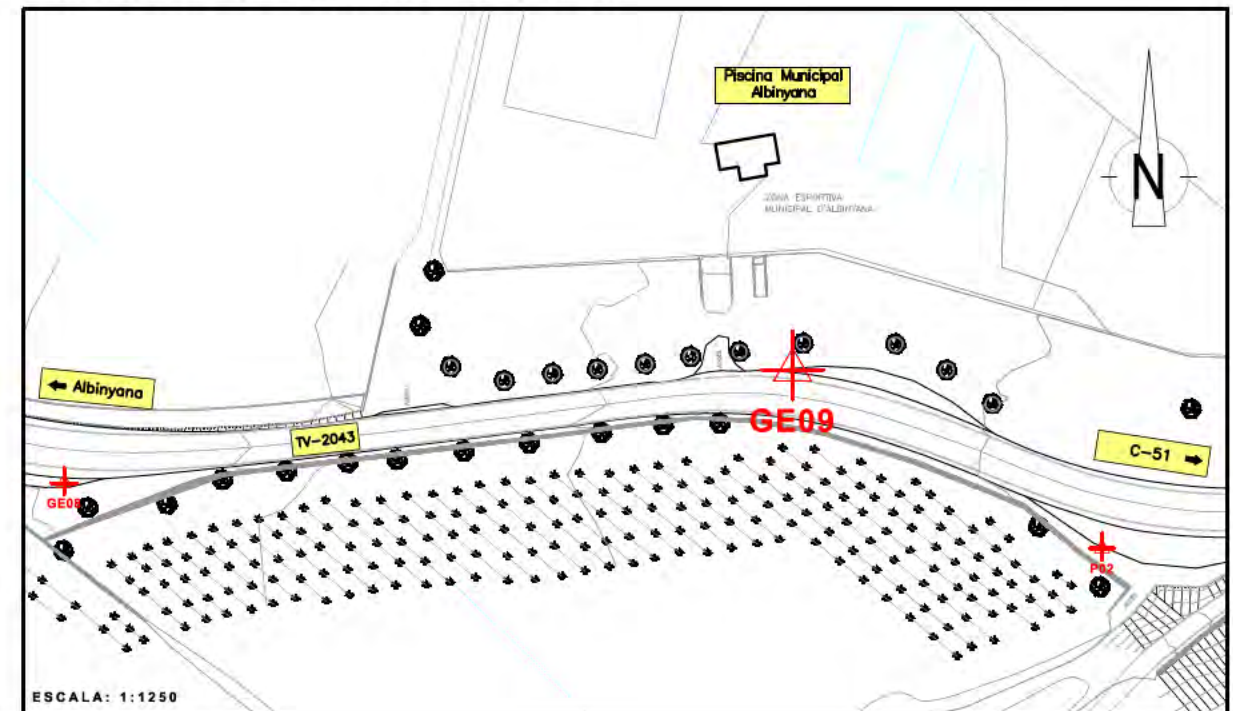 Piscina Municipal
Albinyana
N
ZONA ESPORTIVA
MUNICIPAL D'ALBINYANA
← Albinyana
GE09
TV-2043
C-51 →
GE08
P02
ESCALA: 1:1250